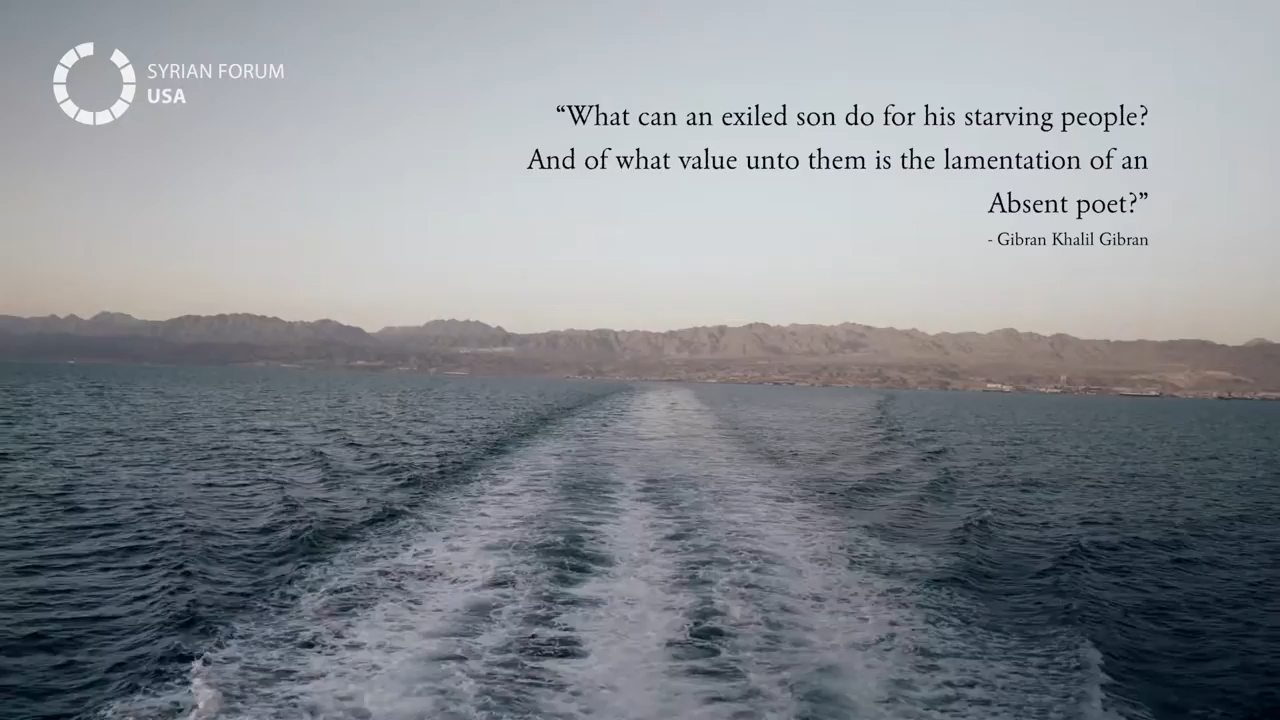 SYRIAN FORUM
USA
“What can an exiled son do for his starving people?
And of what value unto them is the lamentation of an
Absent poet?”
- Gibran Khalil Gibran